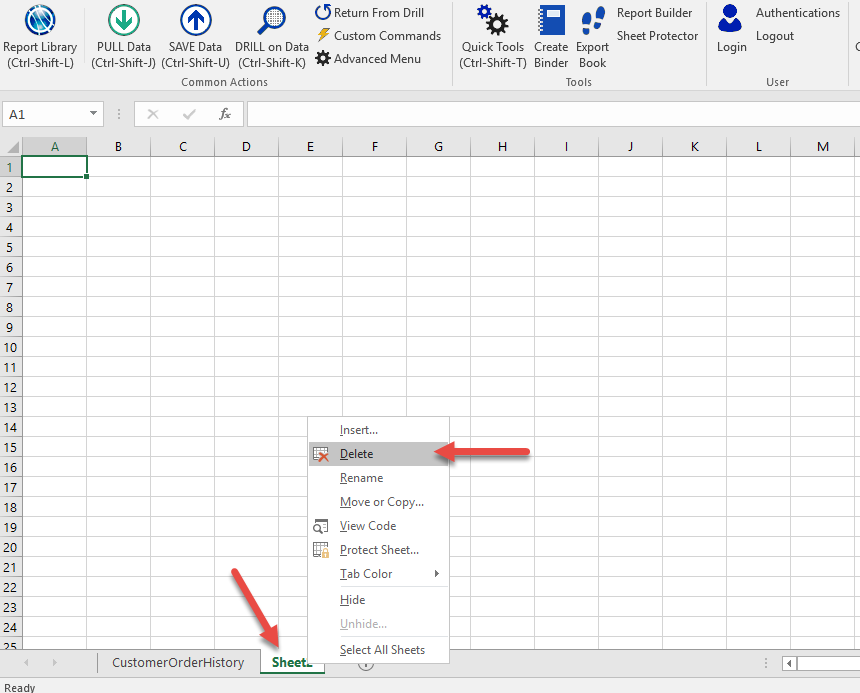 Report Library
(Ctrl-Shift-L)
PULL Data
(Ctrl-Shift-J)
SAVE Data
(Ctrl-Shift-U)
DRILL on Data
(Ctrl-Shift-K)
Return From Drill
Custom Commands
Advanced Menu
Common Actions
Quick Tools
(Ctrl-Shift-T)
Create
Binder
Export
Book
Report Builder
Sheet Protector
Tools
Login
Authentications
Logout
User
A1
fx
A B C D E F G H I J K L M
1
2
3
4
5
6
7
8
9
10
11
12
13
14
15
16
17
18
19
20
21
22
23
24
25
Insert...
Delete
Rename
Move or Copy...
View Code
Protect Sheet...
Tab Color
Hide
Unhide...
Select All Sheets
CustomerOrderHistory
Sheet2
Ready